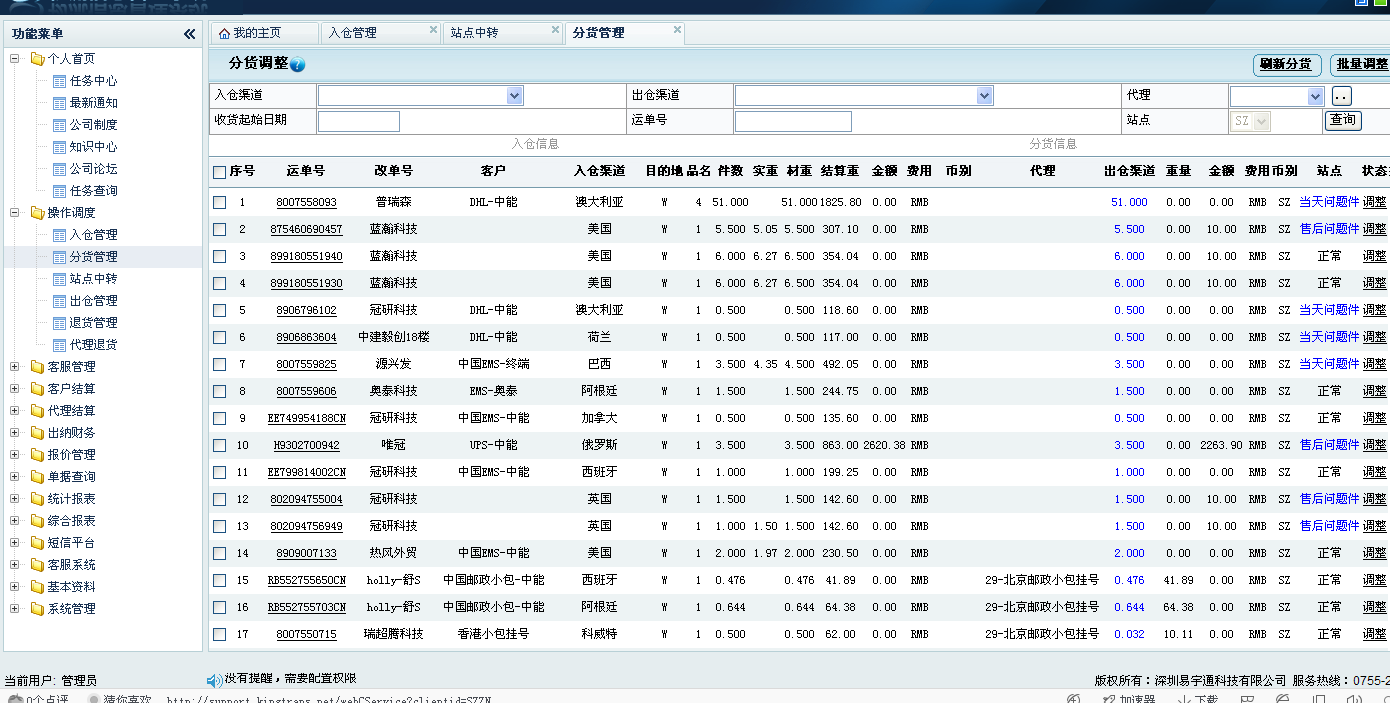 功能菜单
个人首页
任务中心
最新通知
公司制度
知识中心
公司论坛
任务查询
操作调度
入仓管理
分货管理
站点中转
出仓管理
退货管理
代理退货
客服管理
客户结算
代理结算
出纳财务
报价管理
单据查询
统计报表
综合报表
短信平台
客服系统
基本资料
系统管理
我的主页 入仓管理 站点中转 分货管理
分货调整 刷新分货 批量调整
入仓渠道 出仓渠道 代理 ..
收货起始日期 运单号 站点 SZ 查询
入仓信息 分货信息
序号 运单号 改单号 客户 入仓渠道 目的地 品名 件数 实重 材重 结算重 金额 费用 币别 代理 出仓渠道 重量 金额 费用 币别 站点 状态
1 8007558093 普瑞森 DHL-中能 澳大利亚 W 4 51.000 51.000 1825.80 0.00 RMB 51.000 0.00 0.00 RMB SZ 当天问题件 调整
2 875460690457 蓝瀚科技 美国 W 1 5.500 5.05 5.500 307.10 0.00 RMB 5.500 0.00 10.00 RMB SZ 售后问题件 调整
3 899180551940 蓝瀚科技 美国 W 1 6.000 6.27 6.500 354.04 0.00 RMB 6.000 0.00 10.00 RMB SZ 正常 调整
4 899180551930 蓝瀚科技 美国 W 1 6.000 6.27 6.500 354.04 0.00 RMB 6.000 0.00 10.00 RMB SZ 正常 调整
5 8906796102 冠研科技 DHL-中能 澳大利亚 W 1 0.500 0.500 118.60 0.00 RMB 0.500 0.00 0.00 RMB SZ 当天问题件 调整
6 8906863604 中建毅创18楼 DHL-中能 荷兰 W 1 0.500 0.500 117.00 0.00 RMB 0.500 0.00 0.00 RMB SZ 当天问题件 调整
7 8007559825 源兴发 中国EMS-终端 巴西 W 1 3.500 4.35 4.500 492.05 0.00 RMB 3.500 0.00 0.00 RMB SZ 当天问题件 调整
8 8007559606 奥泰科技 EMS-奥泰 阿根廷 W 1 1.500 1.500 244.75 0.00 RMB 1.500 0.00 0.00 RMB SZ 正常 调整
9 EE749954188CN 冠研科技 中国EMS-中能 加拿大 W 1 0.500 0.500 135.60 0.00 RMB 0.500 0.00 0.00 RMB SZ 正常 调整
10 H9302700942 唯冠 UPS-中能 俄罗斯 W 1 3.500 3.500 863.00 2620.38 RMB 3.500 0.00 2263.90 RMB SZ 售后问题件 调整
11 EE799814002CN 冠研科技 中国EMS-中能 西班牙 W 1 1.000 1.000 199.25 0.00 RMB 1.000 0.00 0.00 RMB SZ 正常 调整
12 802094755004 冠研科技 英国 W 1 1.500 1.500 142.60 0.00 RMB 1.500 0.00 10.00 RMB SZ 售后问题件 调整
13 802094756949 冠研科技 英国 W 1 1.000 1.50 1.500 142.60 0.00 RMB 1.500 0.00 10.00 RMB SZ 售后问题件 调整
14 8909007133 热风外贸 中国EMS-中能 美国 W 1 2.000 1.97 2.000 230.50 0.00 RMB 2.000 0.00 0.00 RMB SZ 正常 调整
15 RB552755650CN holly-舒S 中国邮政小包-中能 西班牙 W 1 0.476 0.476 41.89 0.00 RMB 29-北京邮政小包挂号 0.476 41.89 0.00 RMB SZ 正常 调整
16 RB552755703CN holly-舒S 中国邮政小包-中能 阿根廷 W 1 0.644 0.644 64.38 0.00 RMB 29-北京邮政小包挂号 0.644 64.38 0.00 RMB SZ 正常 调整
17 8007550715 瑞超腾科技 香港小包挂号 科威特 W 1 0.500 0.500 62.00 0.00 RMB 29-北京邮政小包挂号 0.032 10.11 0.00 RMB SZ 正常 调整
当前用户: 管理员 没有提醒，需要配置权限 版权所有：深圳易宇通科技有限公司 服务热线：0755-2
0个点评 猜你喜欢 http://support.kingtrans.net/webCService?clientid=SZZN 加速器 下载